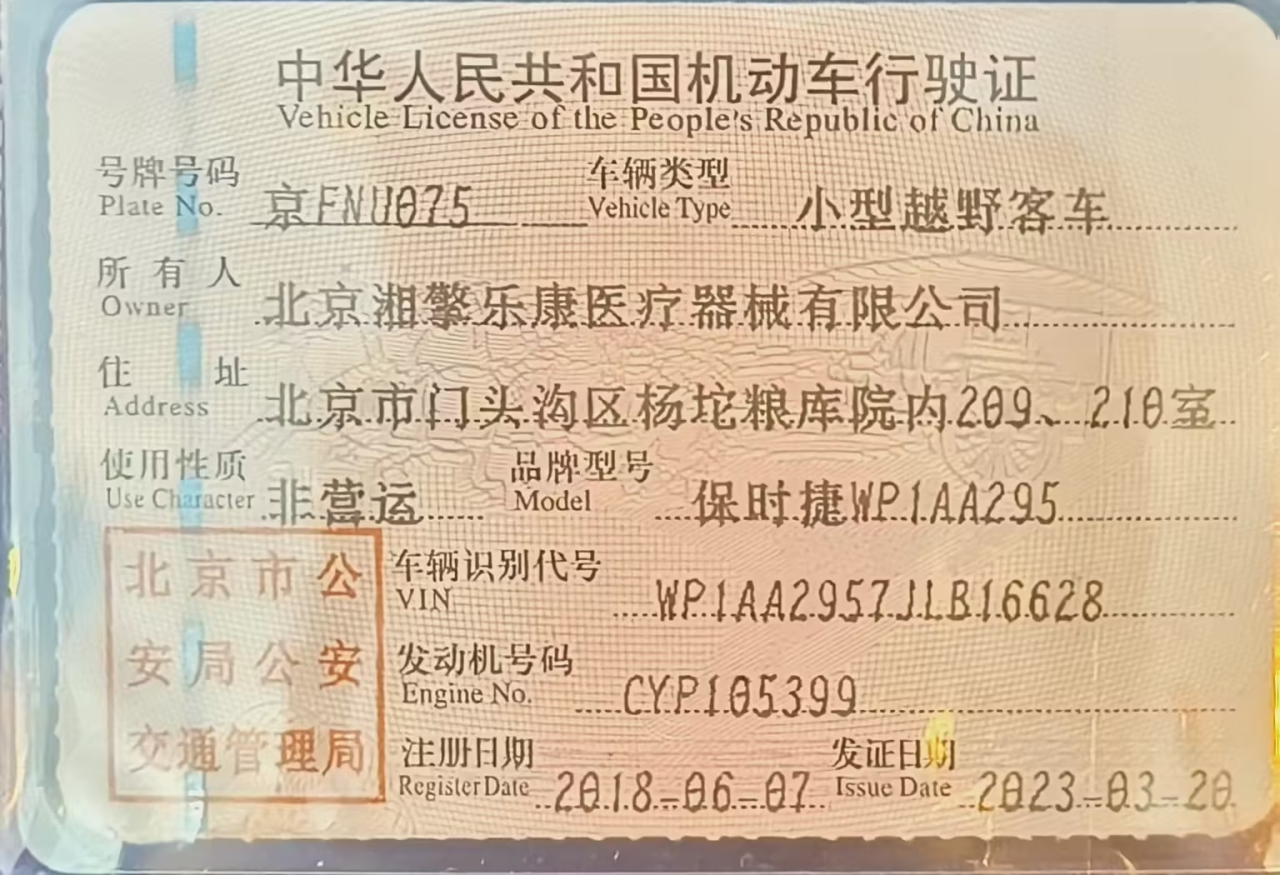 中华人民共和国机动车行驶证
Vehicle License of the People's Republic of China
号牌号码 京FNU075 车辆类型 小型越野客车
Plate No. Vehicle Type
所有人 北京湘擎乐康医疗器械有限公司
Owner
住址 北京市门头沟区杨坨粮库院内209、210室
Address
使用性质 非营运 品牌型号 保时捷WP1AA295
Use Character Model
车辆识别代号 WP1AA2957JLB16628
VIN
发动机号码 CYP105399
Engine No.
注册日期 2018-06-07 发证日期 2023-03-20
Register Date Issue Date
北京市公
安局公安
交通管理局